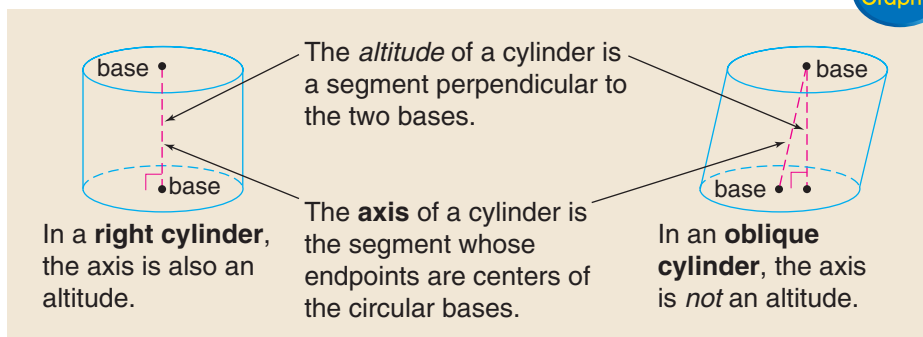 Graphi
base
The altitude of a cylinder is
a segment perpendicular to
the two bases.
base
base
base
The axis of a cylinder is
the segment whose
endpoints are centers of
the circular bases.
In a right cylinder,
the axis is also an
altitude.
In an oblique
cylinder, the axis
is not an altitude.